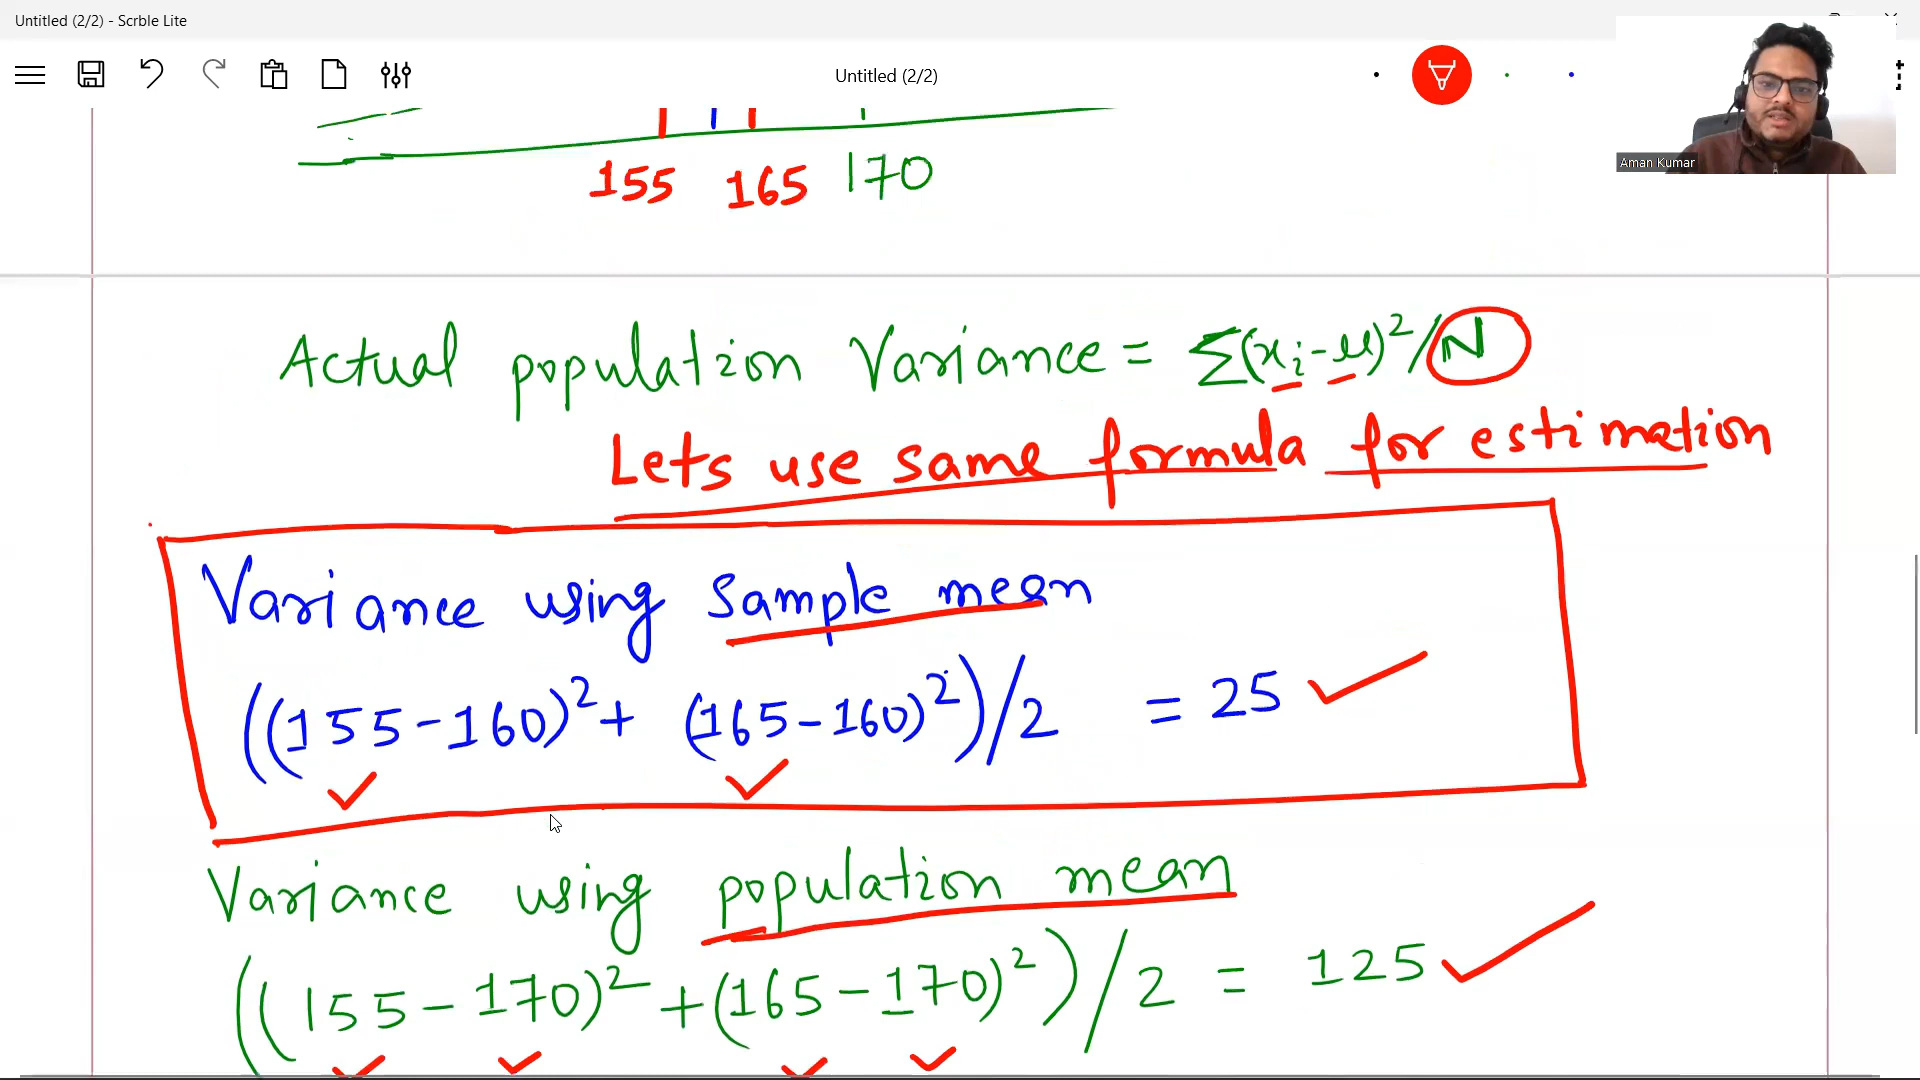 Untitled (2/2) - Scrble Lite
Untitled (2/2)
Aman Kumar
155 165 170
Actual population Variance = Σ(xi-μ)²/N
Lets use same formula for estimation
Variance using Sample mean
((155-160)²+ (165-160)²)/2 = 25
Variance using population mean
((155-170)²+(165-170)²)/2 = 125